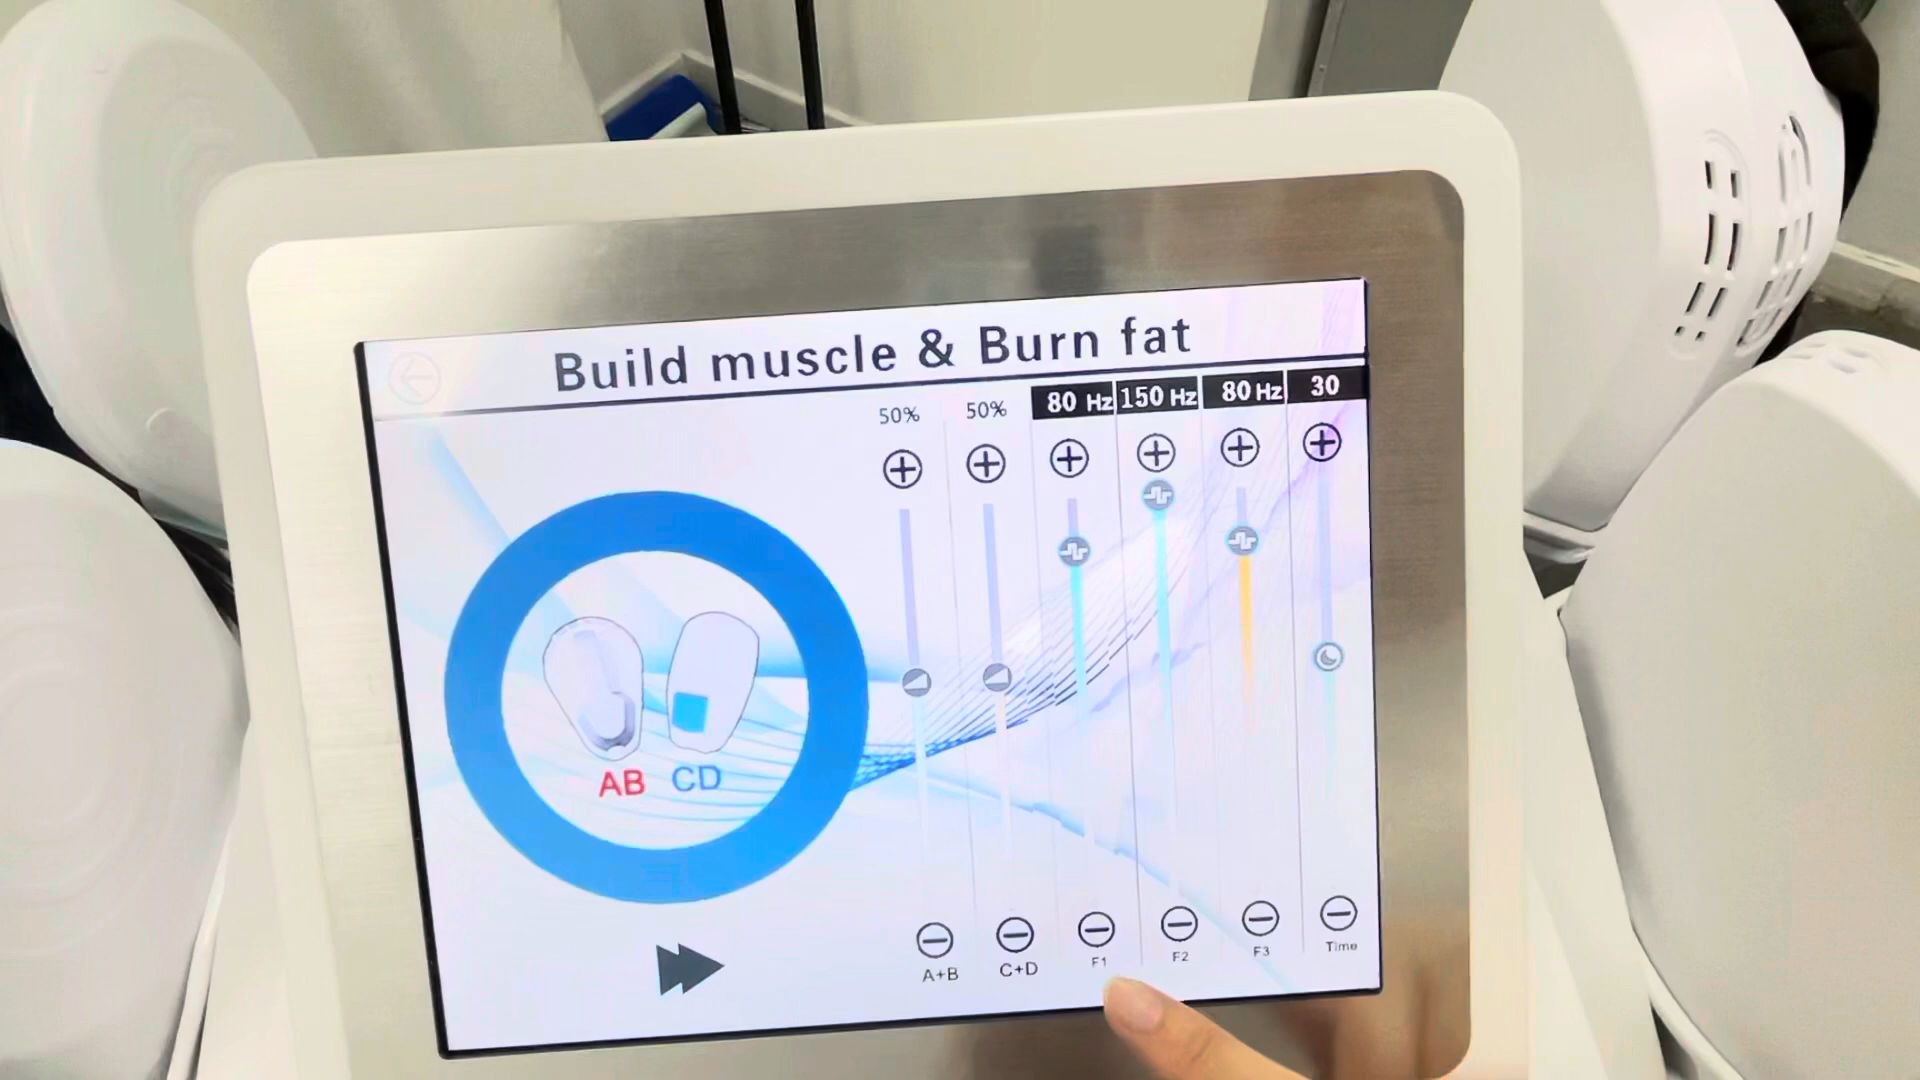 Build muscle & Burn fat
50% 50% 80 Hz 150 Hz 80 Hz 30
AB CD
A+B C+D F1 F2 F3 Time